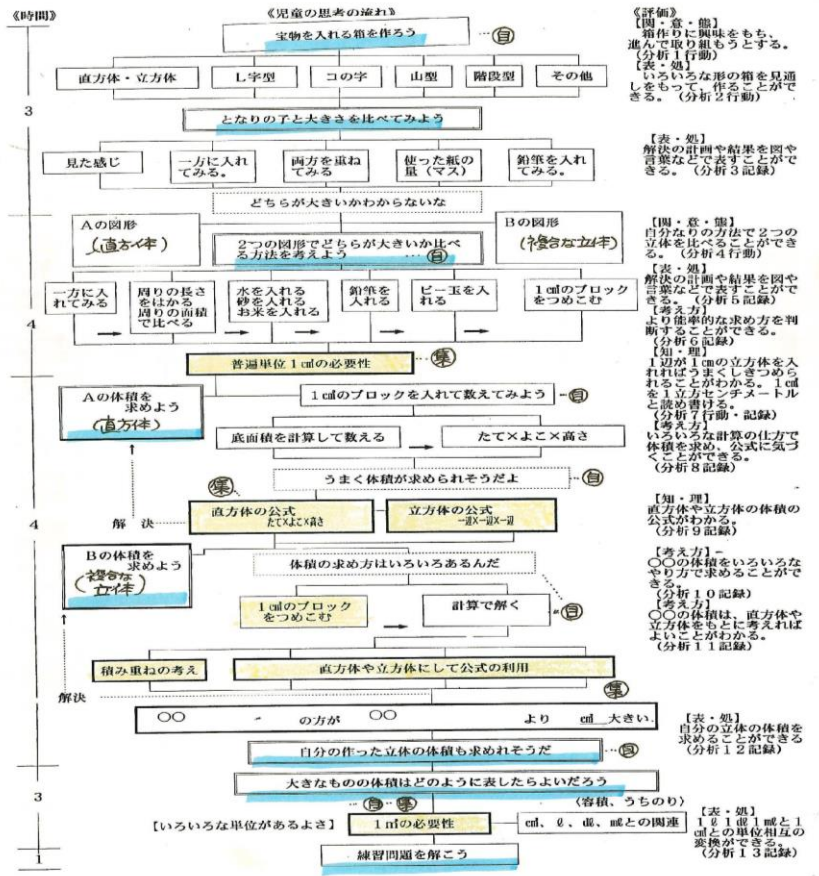 《時間》
《児童の思考の流れ》
《評価》
宝物を入れる箱を作ろう
自
直方体・立方体
L字型
コの字
山型
階段型
その他
3
となりの子と大きさを比べてみよう
見た感じ
一方に入れ
てみる。
両方を重ね
てみる
使った紙の
量（マス）
鉛筆を入れ
てみる。
どちらが大きいかわからないな
Aの図形
(直方体)
2つの図形でどちらが大きいか比べ
る方法を考えよう
自
Bの図形
(複合な立体)
一方に入
れてみる
周りの長さ
をはかる
周りの面積
で比べる
水を入れる
砂を入れる
お米を入れる
鉛筆を
入れる
ビー玉を入
れる
1㎤のブロック
をつめこむ
4
普遍単位1㎤の必要性
集
Aの体積を
求めよう
(直方体)
1㎤のブロックを入れて数えてみよう
自
底面積を計算して数える
たて×よこ×高さ
うまく体積が求められそうだよ
自
集
4
解決
直方体の公式
たて×よこ×高さ
立方体の公式
一辺×一辺×一辺
Bの体積を
求めよう
(複合な
立体)
体積の求め方はいろいろあるんだ
1㎤のブロック
をつめこむ
計算で解く
自
積み重ねの考え
直方体や立方体にして公式の利用
集
解決
○○ の方が ○○ より ㎤ 大きい.
自分の作った立体の体積も求めれそうだ
自
大きなものの体積はどのように表したらよいだろう
3
自・集
(容積、うちのり)
【いろいろな単位があるよさ】
1㎥の必要性
㎤、ℓ、㎗、㎖との関連
1
練習問題を解こう
【関・意・態】
箱作りに興味をもち、
進んで取り組もうとする。
(分析1行動)
【表・処】
いろいろな形の箱を見通
しをもって、作ることがで
きる。(分析2行動)
【表・処】
解決の計画や結果を図や
言葉などで表すことができ
る。(分析3記録)
【関・意・態】
自分なりの方法で2つの
立体を比べることができ
る。(分析4行動)
【表・処】
解決の計画や結果を図や
言葉などで表すことがで
きる。(分析5記録)
【考え方】
より能率的な求め方を判
断することができる。
(分析6記録)
【知・理】
1辺が1cmの立方体を入
れればうまくしきつめら
れることがわかる。1㎤
を1立方センチメートル
と読め書ける。
(分析7行動・記録)
【考え方】
いろいろな計算の仕方で
体積を求め、公式に気づ
くことができる。
(分析8記録)
【知・理】
直方体や立方体の体積の
公式がわかる。
(分析9記録)
【考え方】
○○の体積をいろいろな
やり方で求めることがで
きる。
(分析10記録)
【考え方】
○○の体積は、直方体や
立方体をもとに考えれば
よいことがわかる。
(分析11記録)
【表・処】
自分の立体の体積を
求めることができる
(分析12記録)
【表・処】
1ℓ1㎗1㎖と1
㎤との単位相互の
変換ができる。
(分析13記録)